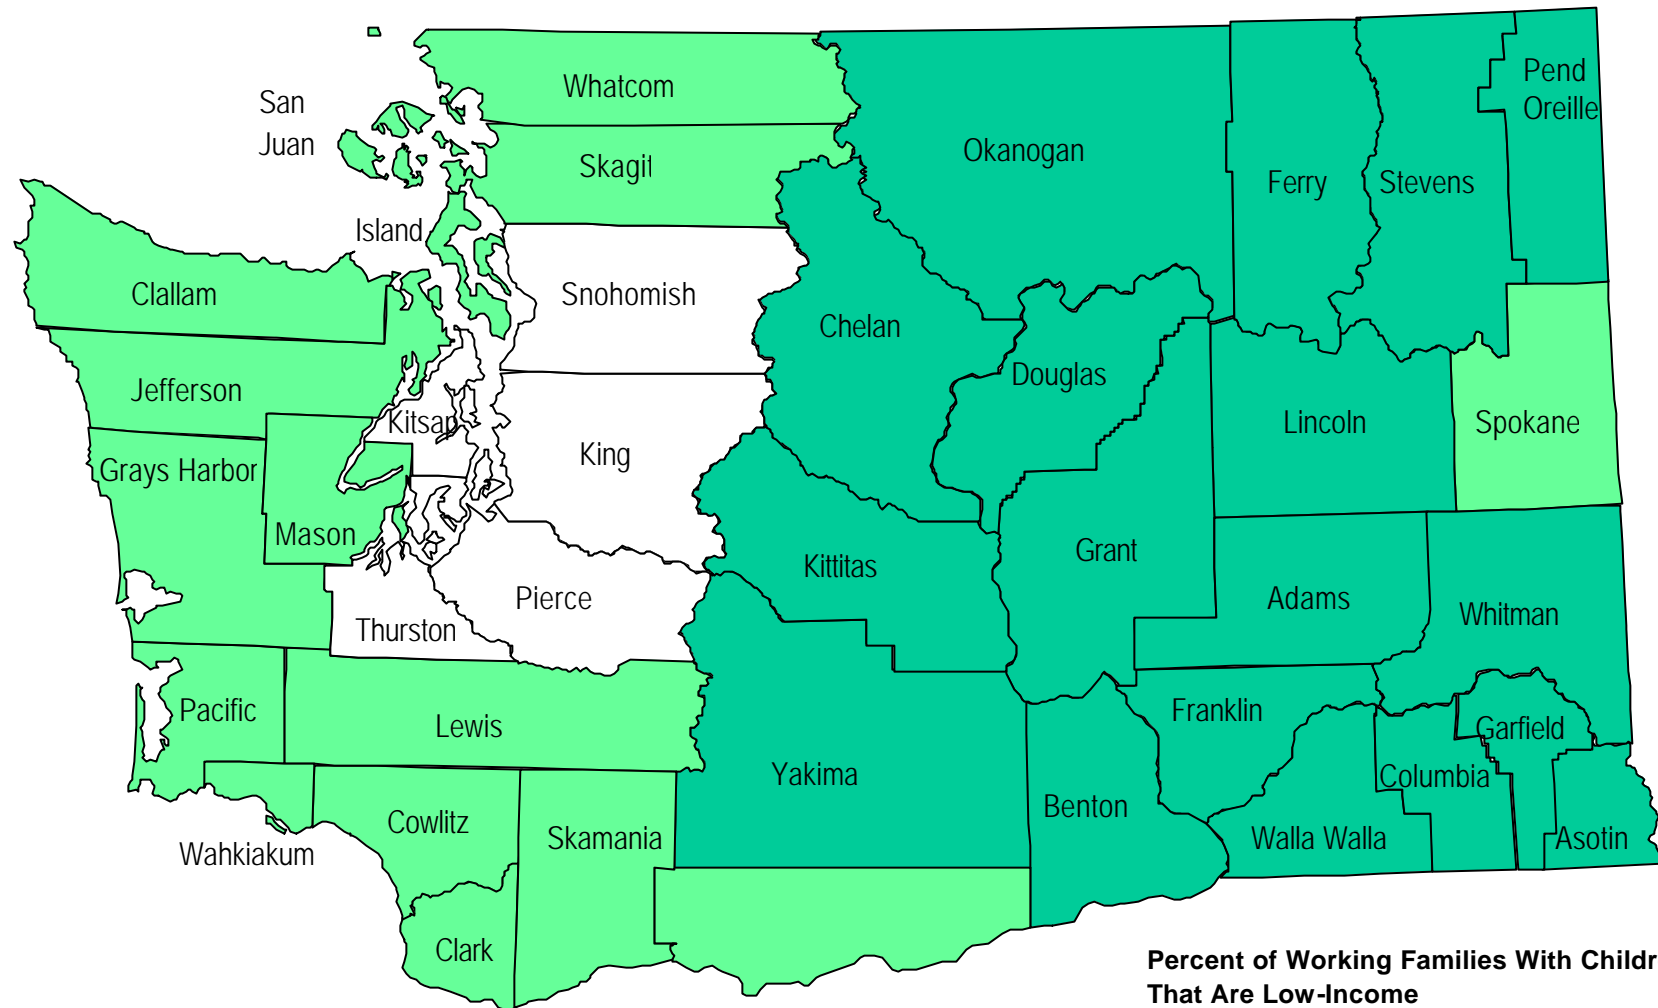 Whatcom
Pend
Oreille
San
Juan
Okanogan
Skagit
Ferry
Stevens
Island
Clallam
Snohomish
Chelan
Douglas
Jefferson
Kitsap
Lincoln
Spokane
King
Grays Harbor
Mason
Grant
Kittitas
Adams
Pierce
Whitman
Thurston
Pacific
Franklin
Lewis
Garfield
Yakima
Columbia
Benton
Cowlitz
Skamania
Walla Walla
Asotin
Wahkiakum
Clark
Percent of Working Families With Childr
That Are Low-Income